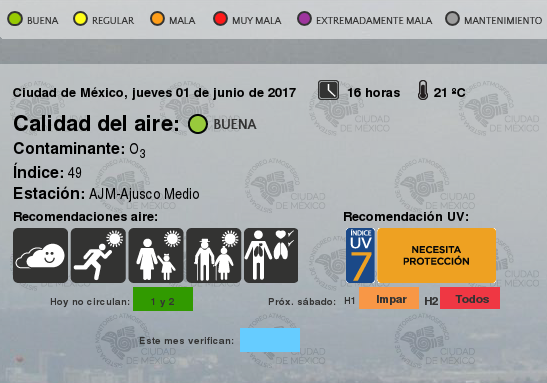 BUENA REGULAR MALA MUY MALA EXTREMADAMENTE MALA MANTENIMIENTO
Ciudad de México, jueves 01 de junio de 2017 16 horas 21 ºC
Calidad del aire: BUENA
Contaminante: O3
Índice: 49
Estación: AJM-Ajusco Medio
Recomendaciones aire: Recomendación UV:
ÍNDICE
UV
7
NECESITA
PROTECCIÓN
Hoy no circulan: 1 y 2 Próx. sábado: H1 Impar H2 Todos
Este mes verifican:
CIUDAD
DE MÉXICO